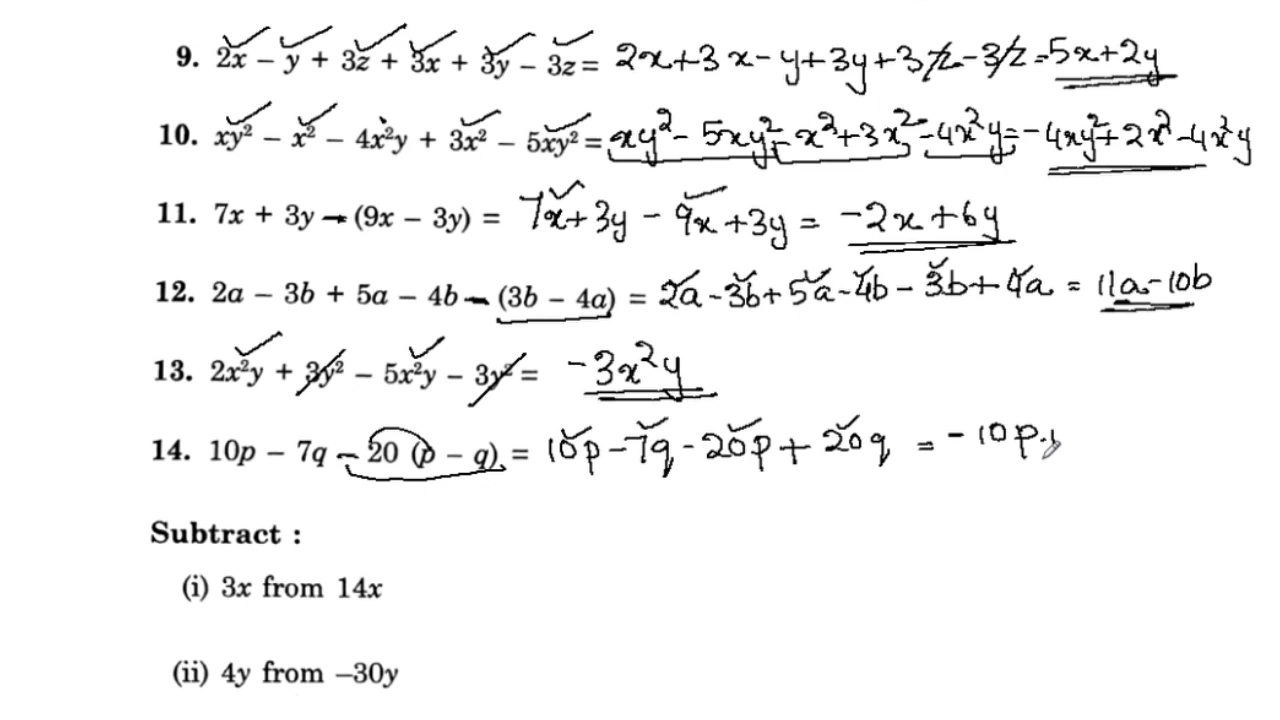 9. 2x – y + 3z + 3x + 3y – 3z = 2x+3x-y+3y+3z-3z=5x+2y
10. xy² – x² – 4x²y + 3x² – 5xy² = xy²-5xy²-x²+3x²-4x²y=-4xy²+2x²-4x²y
11. 7x + 3y – (9x – 3y) = 7x+3y-9x+3y = -2x+6y
12. 2a – 3b + 5a – 4b – (3b – 4a) = 2a-3b+5a-4b-3b+4a = 11a-10b
13. 2x²y + 3y² – 5x²y – 3y² = -3x²y
14. 10p – 7q – 20 (p – q) = 10p-7q-20p+20q = -10p
Subtract :
(i) 3x from 14x
(ii) 4y from –30y